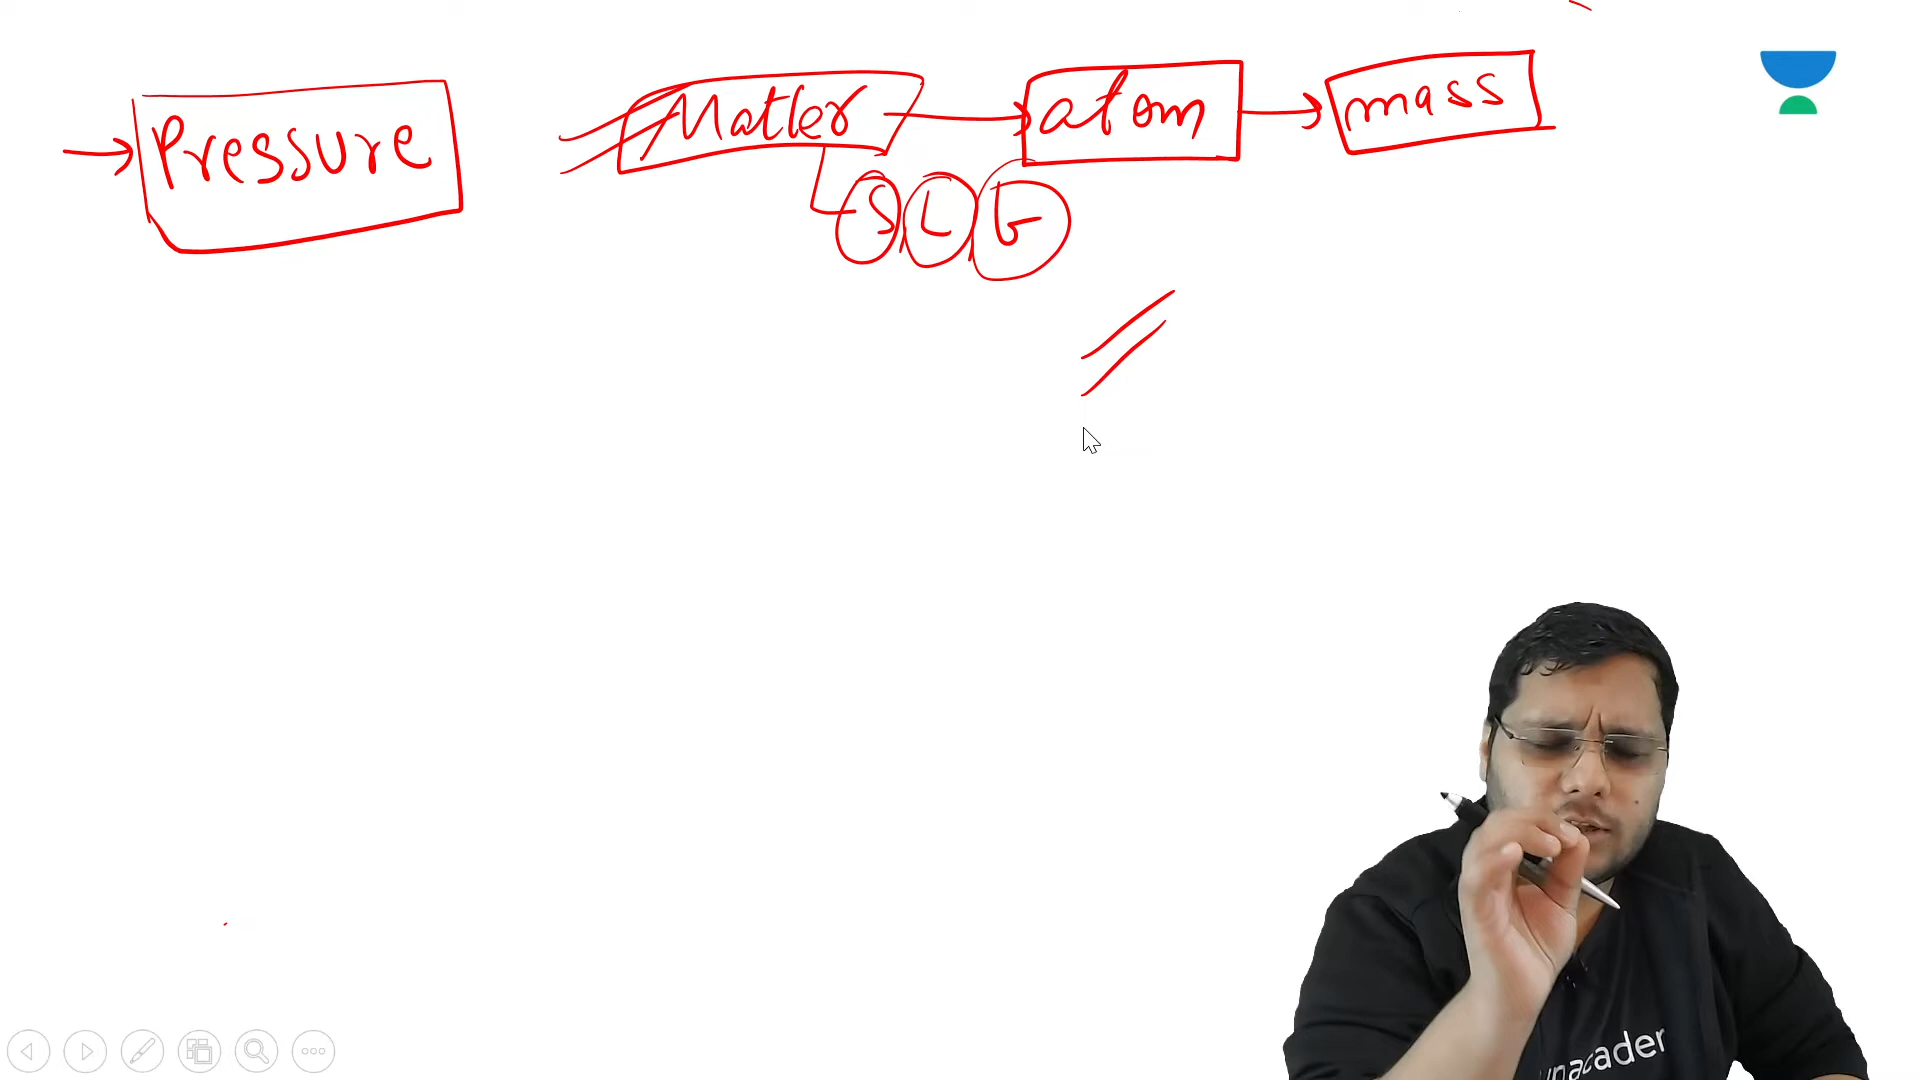 Pressure
Matter
atom
mass
S, L, G
unacader